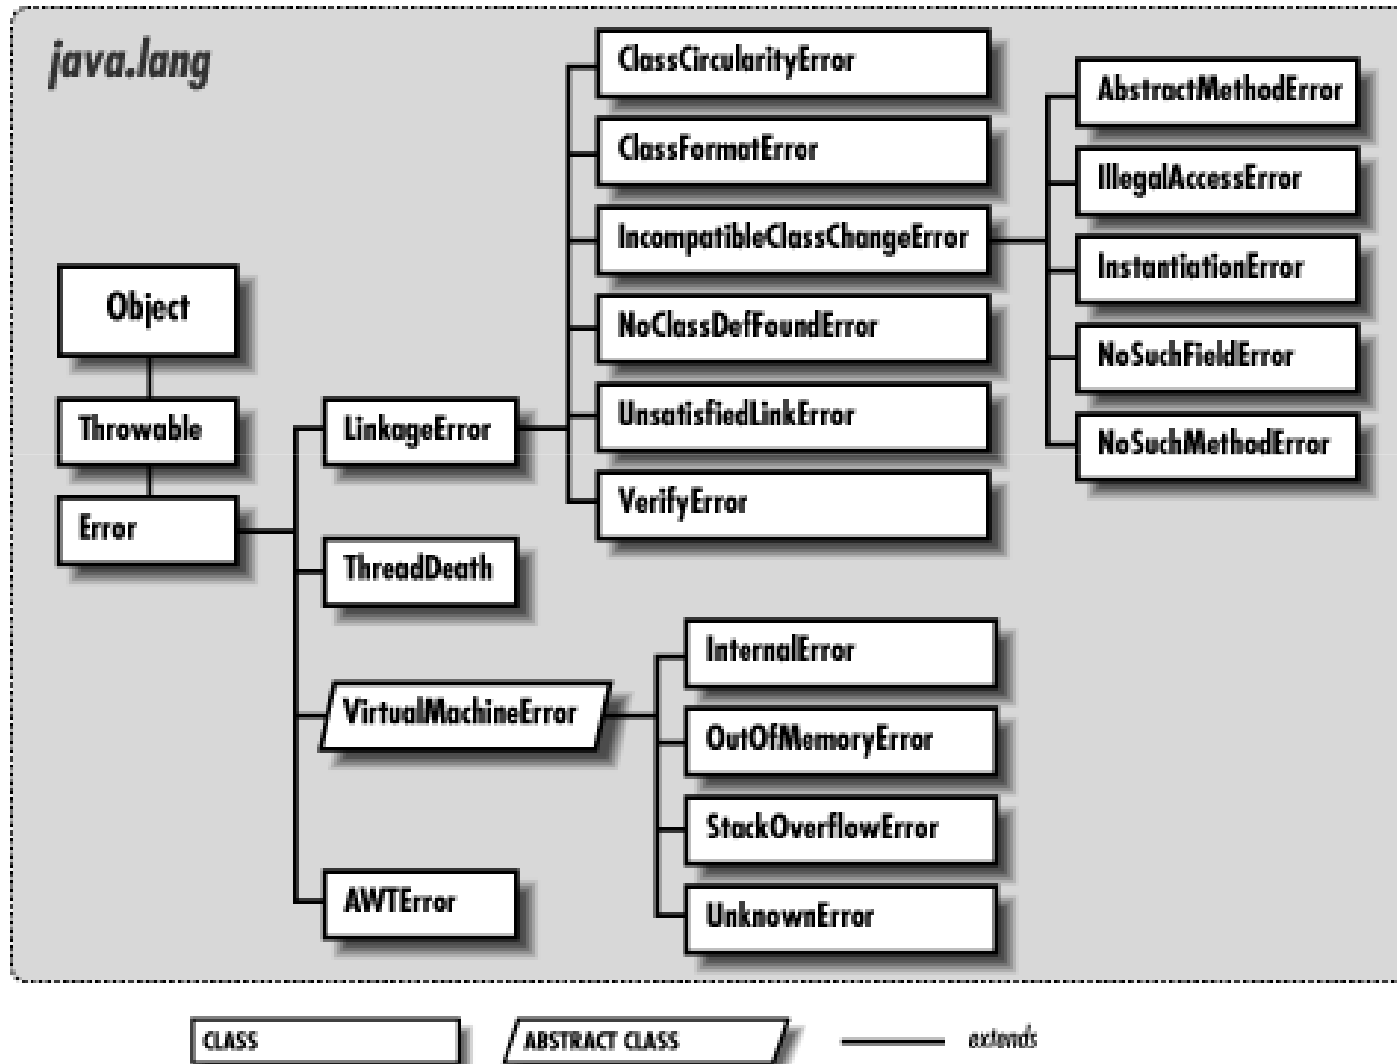 java.lang
Object
Throwable
Error
LinkageError
ThreadDeath
VirtualMachineError
AWTError
ClassCircularityError
ClassFormatError
IncompatibleClassChangeError
NoClassDefFoundError
UnsatisfiedLinkError
VerifyError
AbstractMethodError
IllegalAccessError
InstantiationError
NoSuchFieldError
NoSuchMethodError
InternalError
OutOfMemoryError
StackOverflowError
UnknownError
CLASS
ABSTRACT CLASS
extends